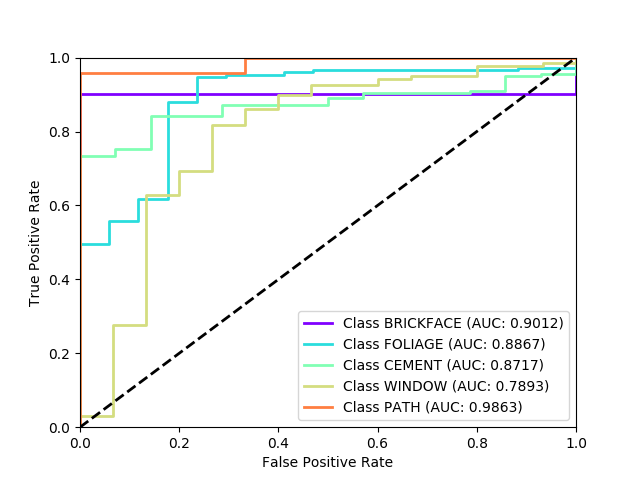 1.0
0.8
0.6
0.4
0.2
0.0
True Positive Rate
Class BRICKFACE (AUC: 0.9012)
Class FOLIAGE (AUC: 0.8867)
Class CEMENT (AUC: 0.8717)
Class WINDOW (AUC: 0.7893)
Class PATH (AUC: 0.9863)
0.0 0.2 0.4 0.6 0.8 1.0
False Positive Rate